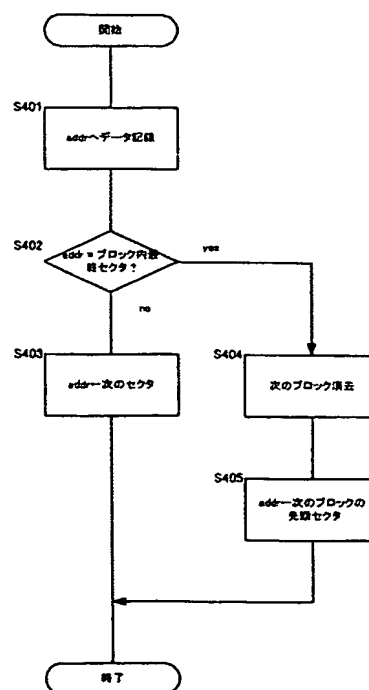 開始
S401
addrへデータ記録
S402
addr = ブロック内最
終セクタ?
yes
no
S403
addr←次のセクタ
S404
次のブロック消去
S405
addr←次のブロックの
先頭セクタ
終了